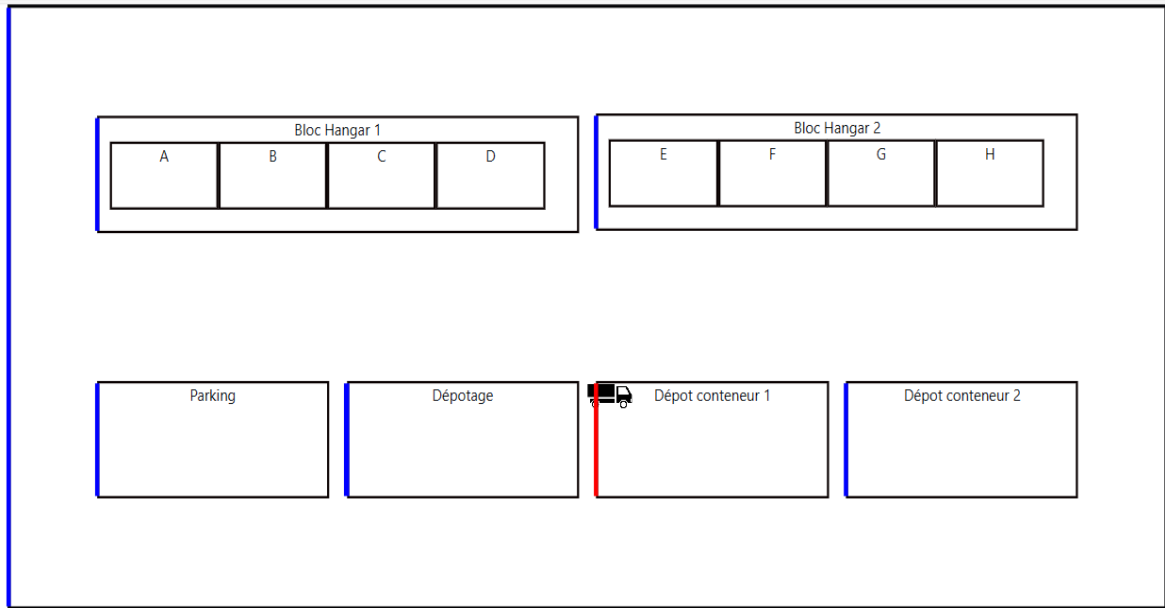 Bloc Hangar 1
A B C D
Bloc Hangar 2
E F G H
Parking
Dépotage
Dépot conteneur 1
Dépot conteneur 2